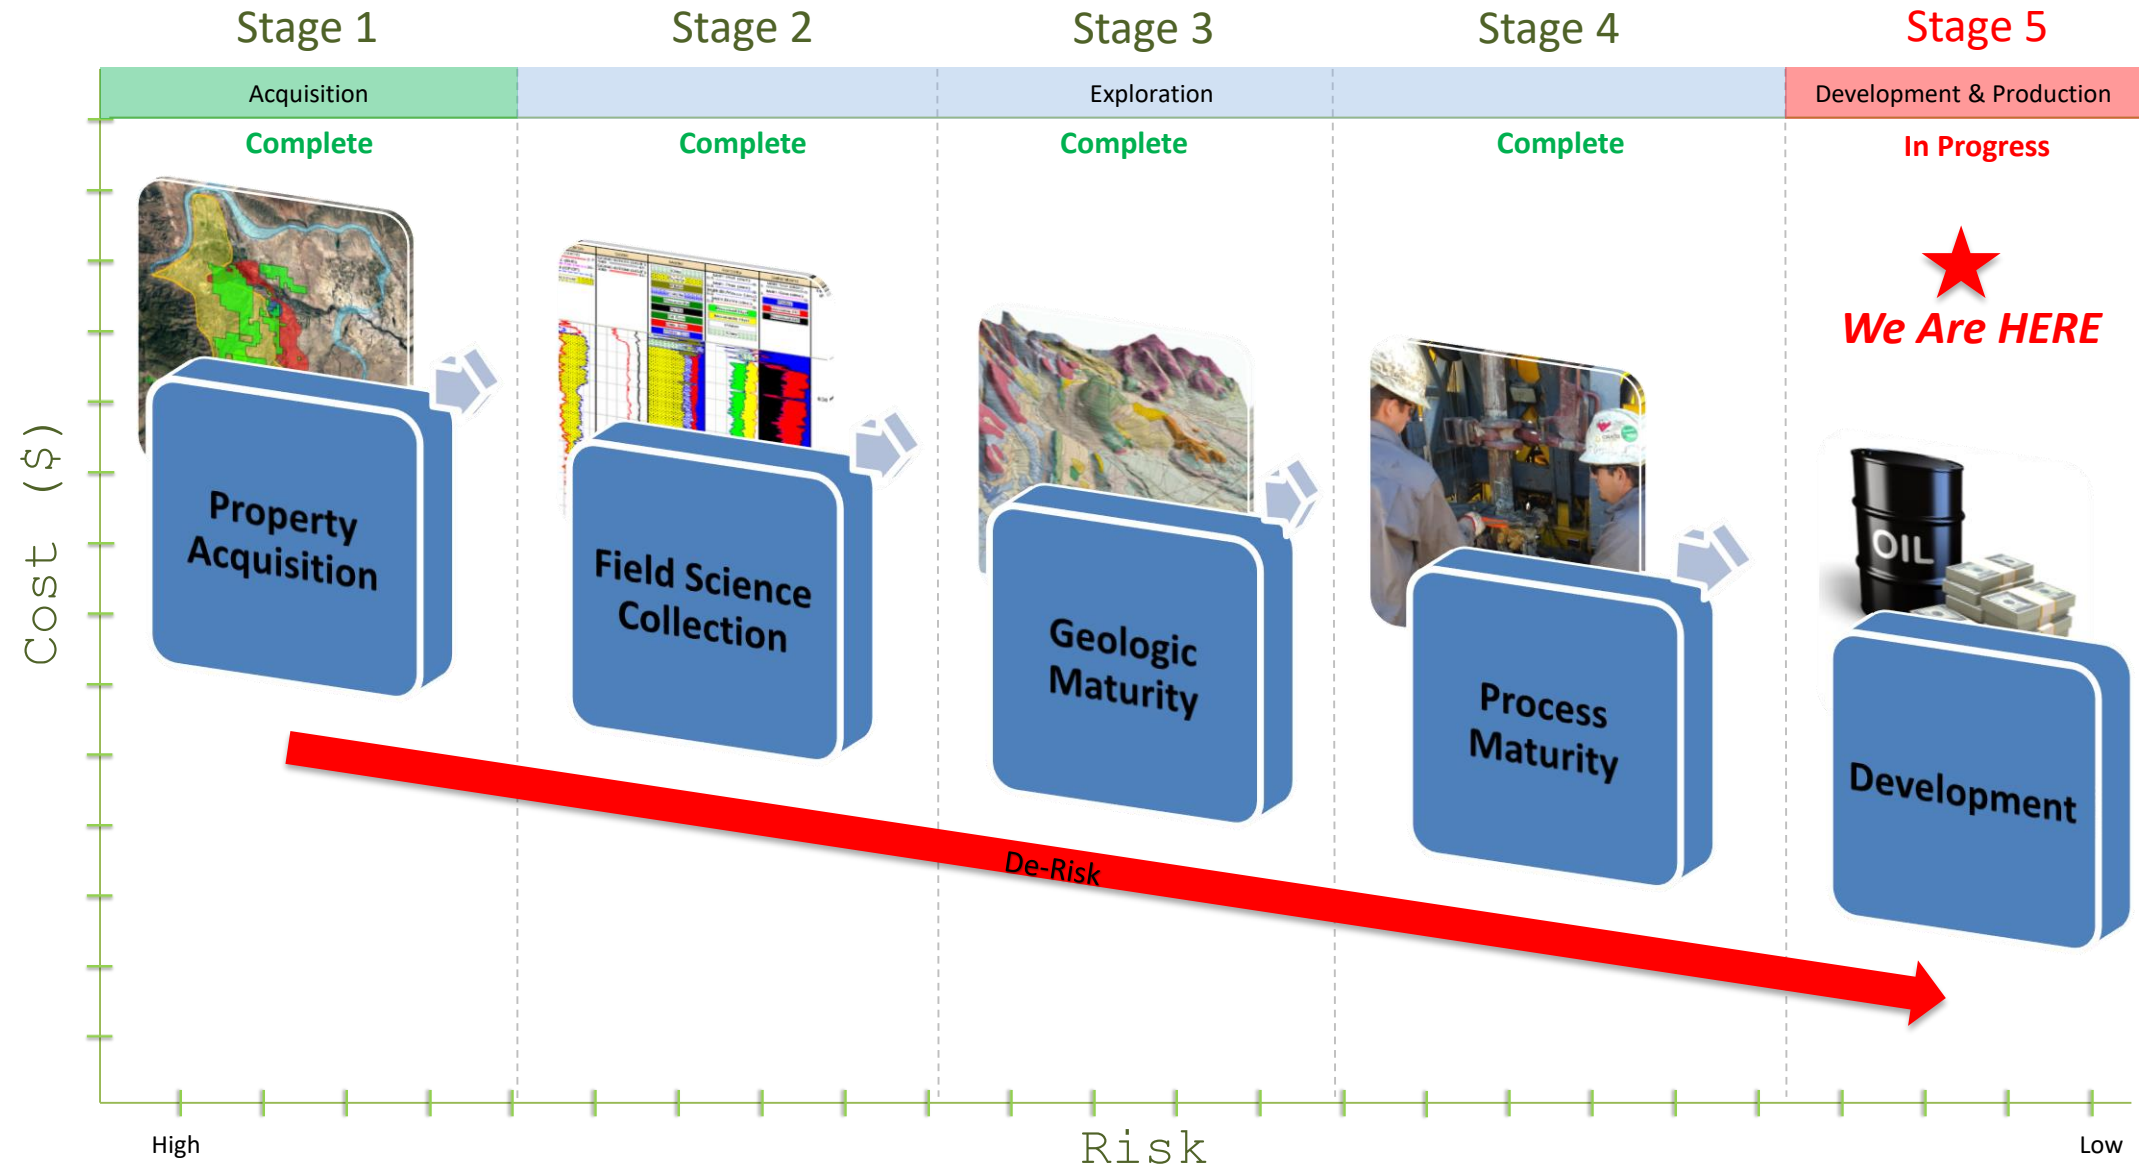 Stage 1
Stage 2
Stage 3
Stage 4
Stage 5
Acquisition
Exploration
Development & Production
Complete
Complete
Complete
Complete
In Progress
We Are HERE
OIL
Property
Acquisition
Field Science
Collection
Geologic
Maturity
Process
Maturity
Development
De-Risk
Cost ($)
High
Risk
Low